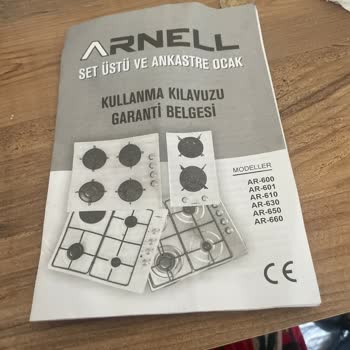 ARNELL
SET ÜSTÜ VE ANKASTRE OCAK
KULLANMA KILAVUZU
GARANTİ BELGESİ
MODELLER
AR-600
AR-601
AR-610
AR-630
AR-650
AR-660
CE